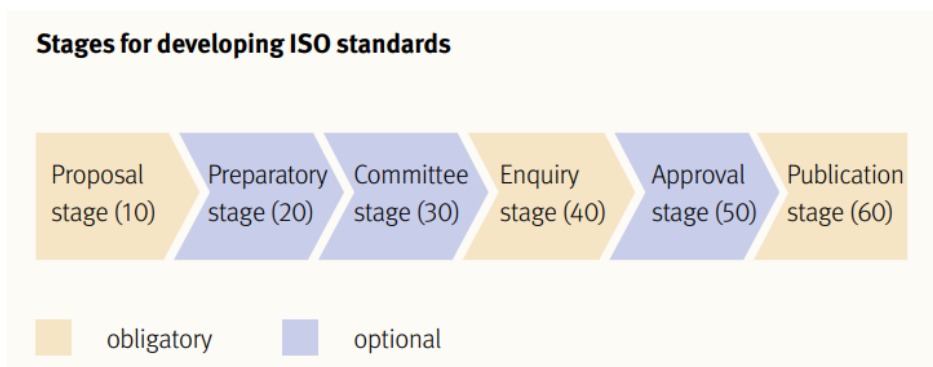 Stages for developing ISO standards
Proposal
stage (10)
Preparatory
stage (20)
Committee
stage (30)
Enquiry
stage (40)
Approval
stage (50)
Publication
stage (60)
obligatory
optional